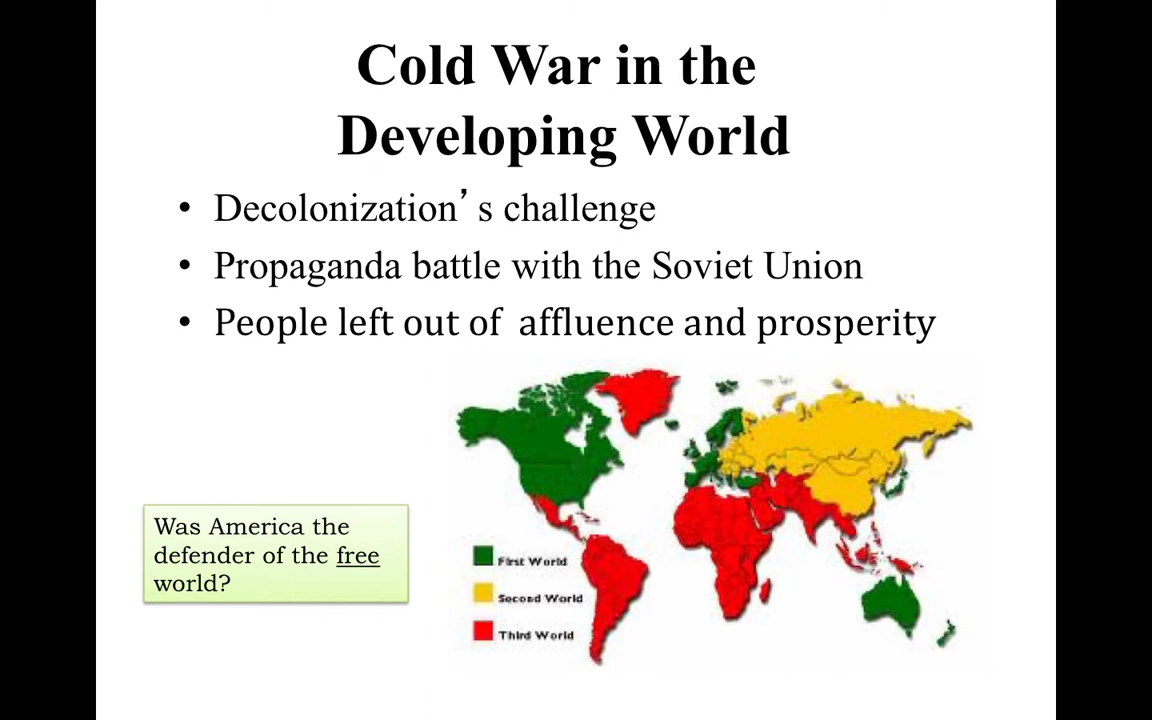 Cold War in the
Developing World
• Decolonization’s challenge
• Propaganda battle with the Soviet Union
• People left out of affluence and prosperity
Was America the
defender of the free
world?
First World
Second World
Third World